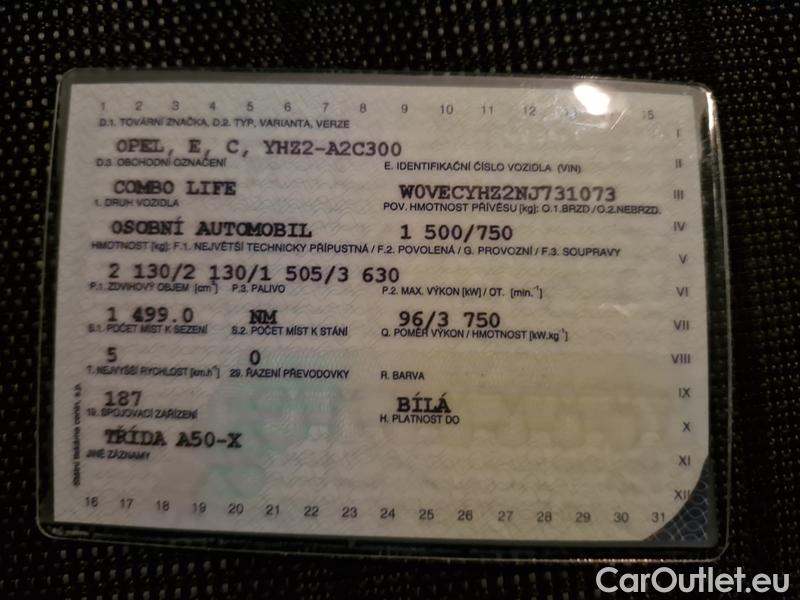 1 2 3 4 5 6 7 8 9 10 11 12 13 14 15
D.1. TOVÁRNÍ ZNAČKA, D.2. TYP, VARIANTA, VERZE
I
OPEL, E, C, YHZ2-A2C300
D.3. OBCHODNÍ OZNAČENÍ E. IDENTIFIKAČNÍ ČÍSLO VOZIDLA (VIN)
II
COMBO LIFE W0VECYHZ2NJ731073
III
1. DRUH VOZIDLA POV. HMOTNOST PŘÍVĚSU [kg]: O.1.BRZD./O.2.NEBRZD.
OSOBNÍ AUTOMOBIL 1 500/750
IV
HMOTNOST [kg]: F.1. NEJVĚTŠÍ TECHNICKY PŘÍPUSTNÁ / F.2. POVOLENÁ / G. PROVOZNÍ / F.3. SOUPRAVY
V
2 130/2 130/1 505/3 630
P.1. ZDVIHOVÝ OBJEM [cm³] P.3. PALIVO P.2. MAX. VÝKON [kW] / OT. [min.⁻¹]
VI
1 499.0 NM 96/3 750
VII
S.1. POČET MÍST K SEZENÍ S.2. POČET MÍST K STÁNÍ Q. POMĚR VÝKON / HMOTNOST [kW.kg⁻¹]
5 0
VIII
T. NEJVYŠŠÍ RYCHLOST [km.h⁻¹] 29. ŘAZENÍ PŘEVODOVKY R. BARVA
IX
187 BÍLÁ
19. SPOJOVACÍ ZAŘÍZENÍ H. PLATNOST DO
X
TŘÍDA A50-X
JINÉ ZÁZNAMY
XI
XII
16 17 18 19 20 21 22 23 24 25 26 27 28 29 30 31
CarOutlet.eu